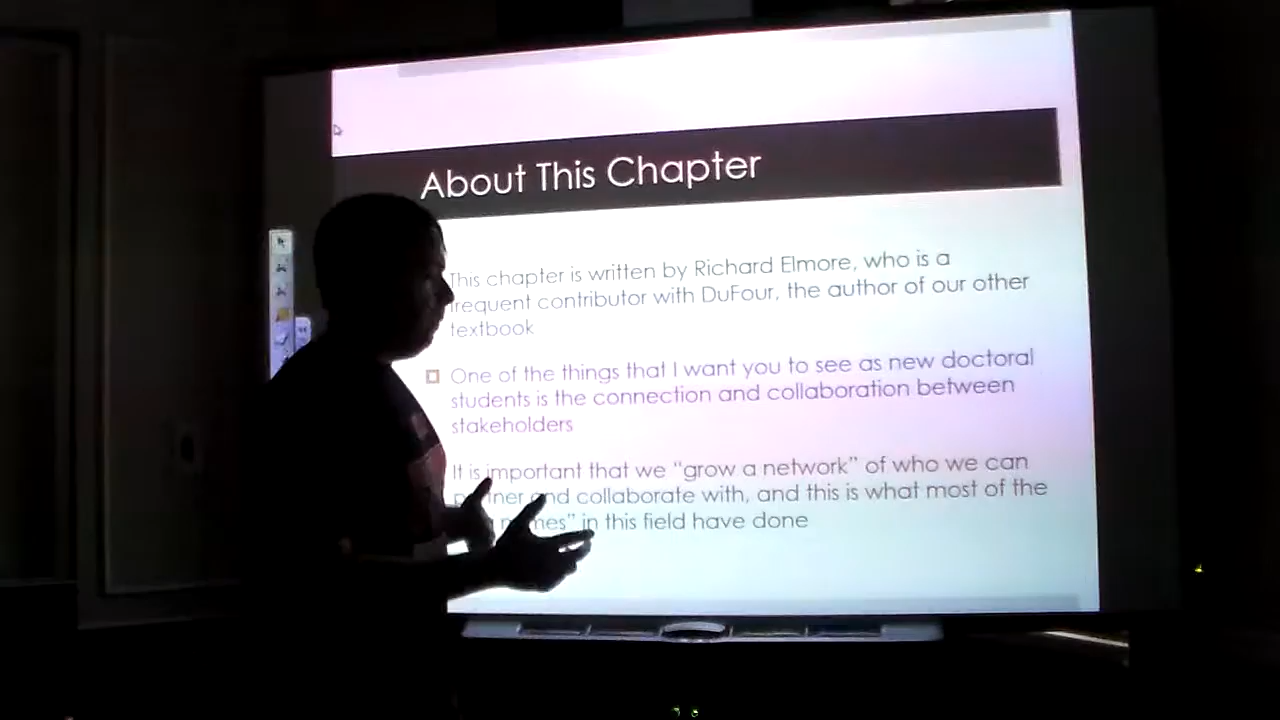 About This Chapter
This chapter is written by Richard Elmore, who is a
frequent contributor with DuFour, the author of our other
textbook
One of the things that I want you to see as new doctoral
students is the connection and collaboration between
stakeholders
It is important that we “grow a network” of who we can
and collaborate with, and this is what most of the
in this field have done